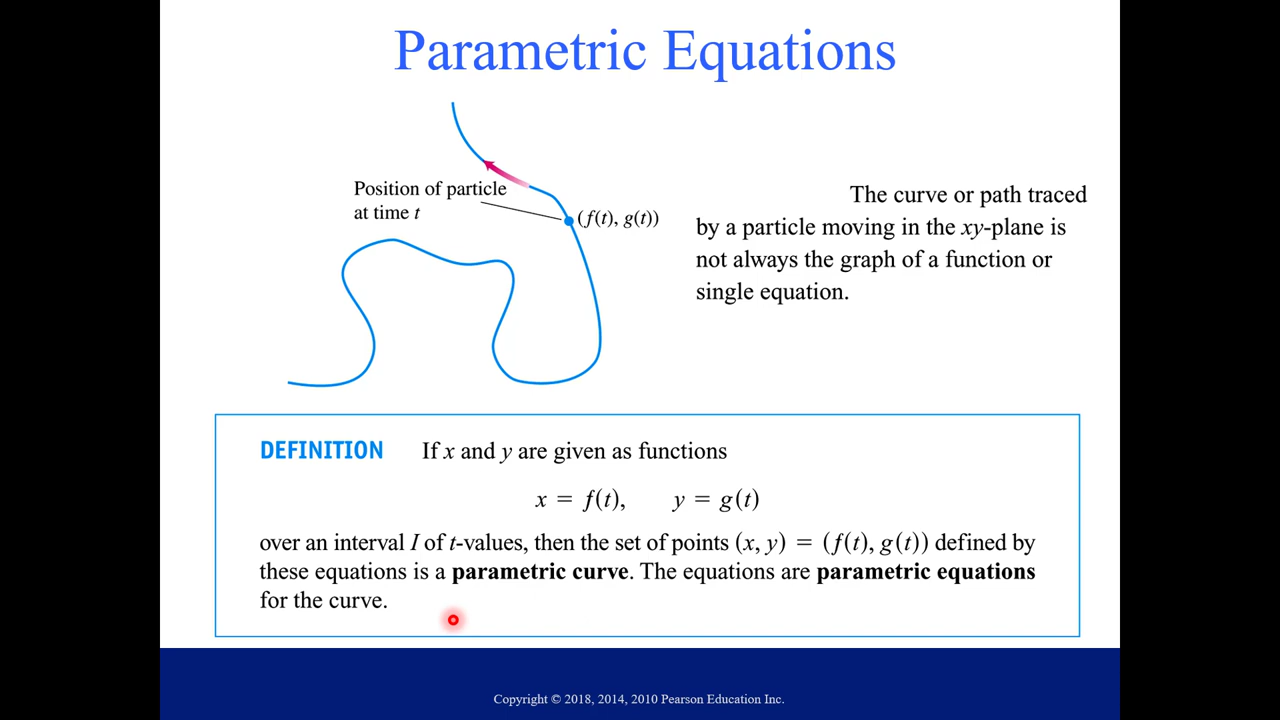 Parametric Equations
Position of particle
at time t
(f(t), g(t))
The curve or path traced
by a particle moving in the xy-plane is
not always the graph of a function or
single equation.
DEFINITION If x and y are given as functions
x = f(t), y = g(t)
over an interval I of t-values, then the set of points (x, y) = (f(t), g(t)) defined by
these equations is a parametric curve. The equations are parametric equations
for the curve.
Copyright © 2018, 2014, 2010 Pearson Education Inc.